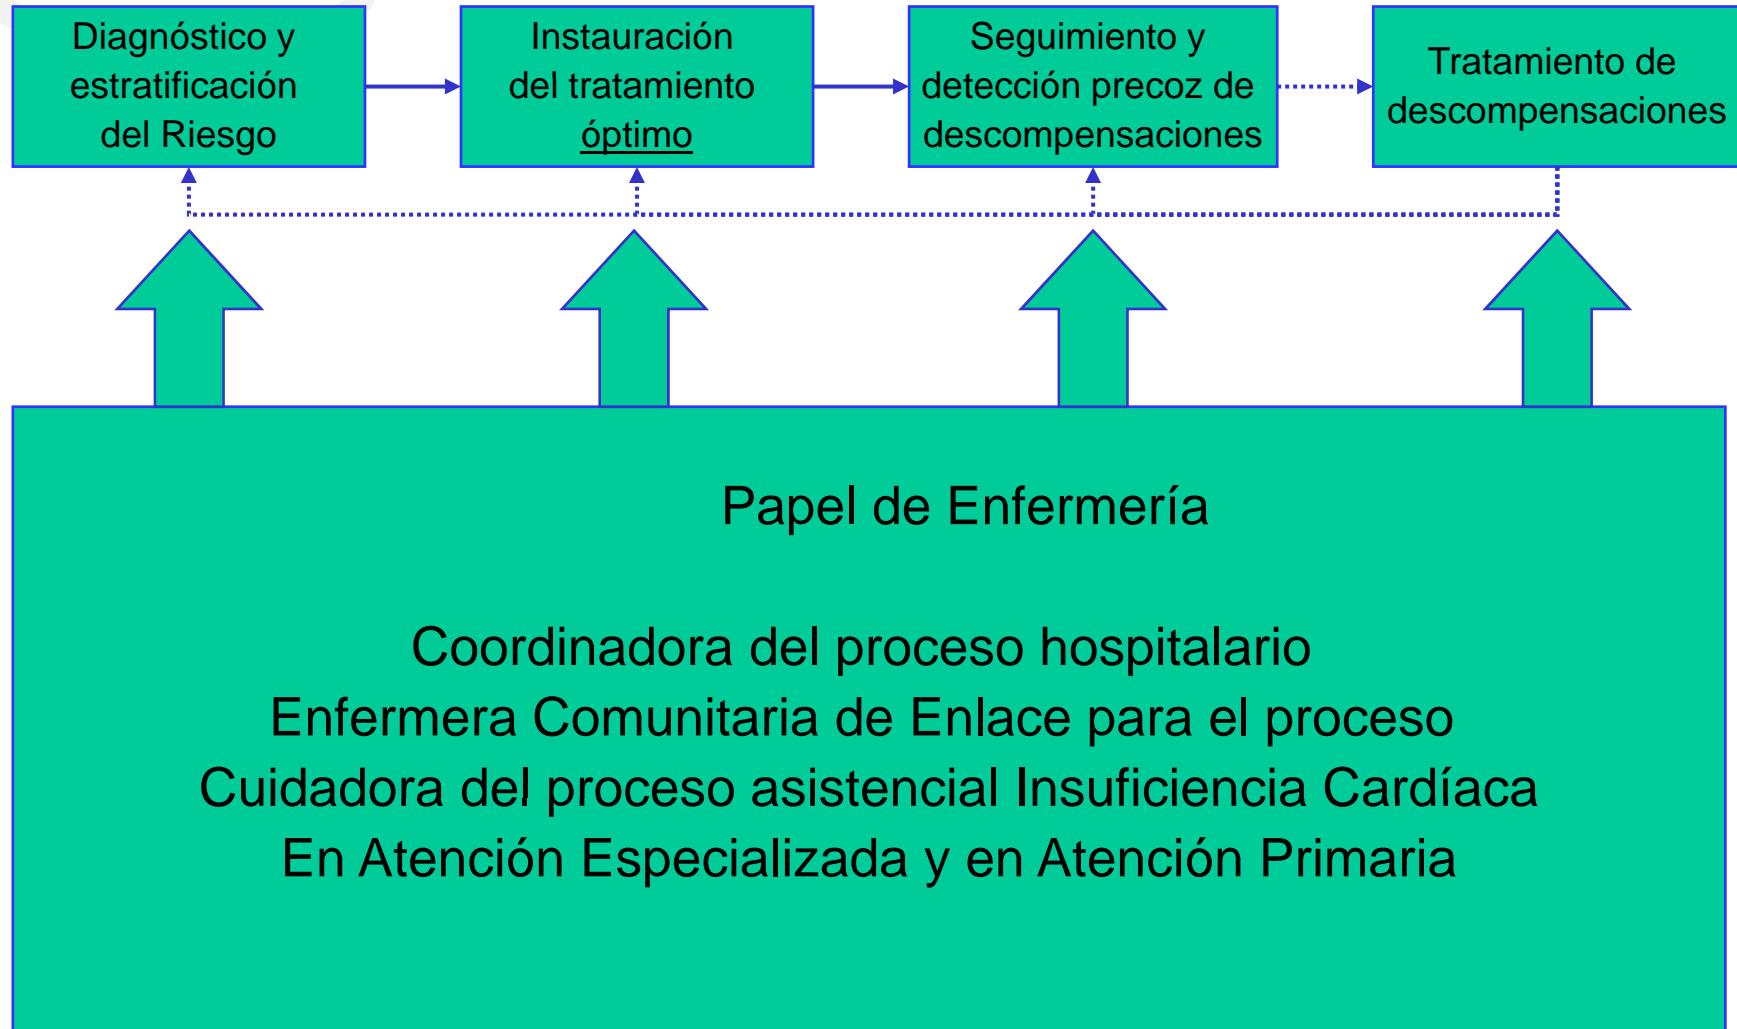 Diagnóstico y
estratificación
del Riesgo
Instauración
del tratamiento
óptimo
Seguimiento y
detección precoz de
descompensaciones
Tratamiento de
descompensaciones
Papel de Enfermería
Coordinadora del proceso hospitalario
Enfermera Comunitaria de Enlace para el proceso
Cuidadora del proceso asistencial Insuficiencia Cardíaca
En Atención Especializada y en Atención Primaria